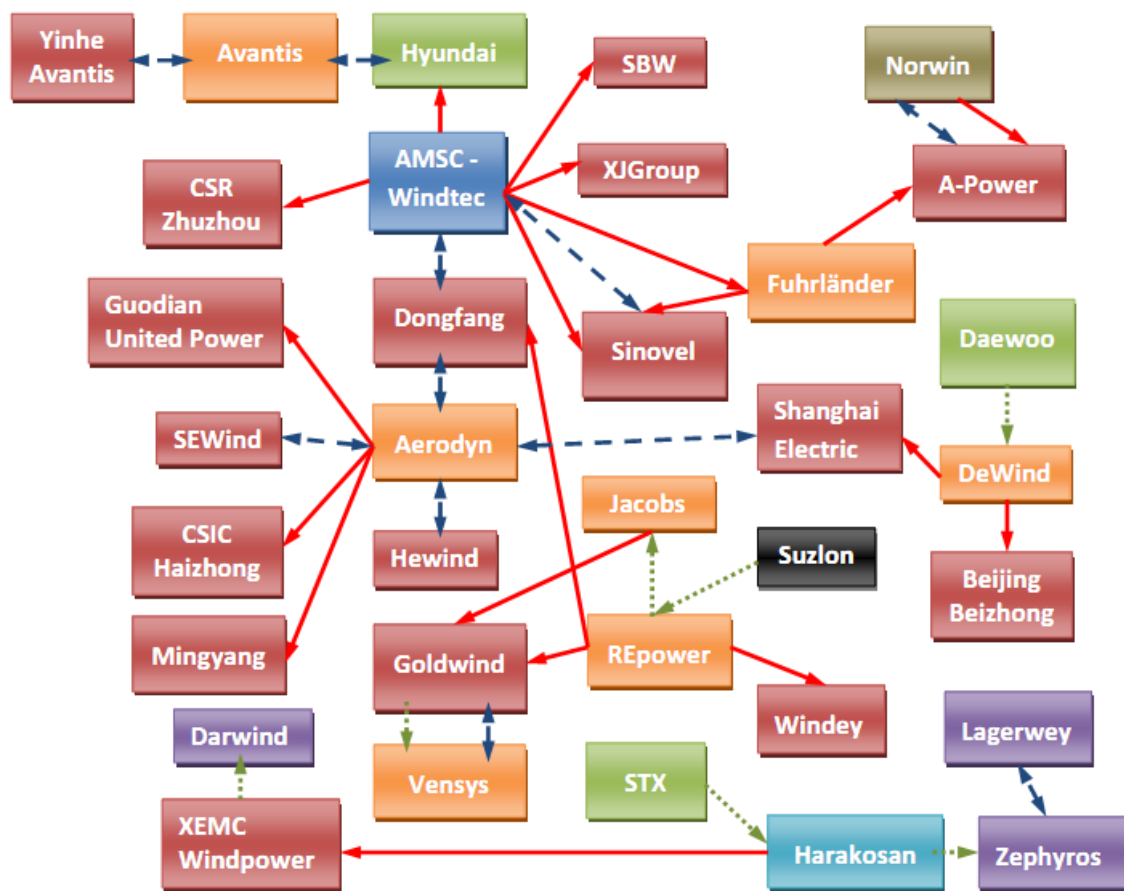 Yinhe
Avantis
Avantis
Hyundai
SBW
Norwin
AMSC -
Windtec
XJGroup
A-Power
CSR
Zhuzhou
Fuhrländer
Guodian
United Power
Dongfang
Sinovel
Daewoo
SEWind
Aerodyn
Shanghai
Electric
DeWind
Jacobs
CSIC
Haizhong
Hewind
Suzlon
Beijing
Beizhong
Mingyang
Goldwind
REpower
Windey
Darwind
Lagerwey
Vensys
STX
XEMC
Windpower
Harakosan
Zephyros